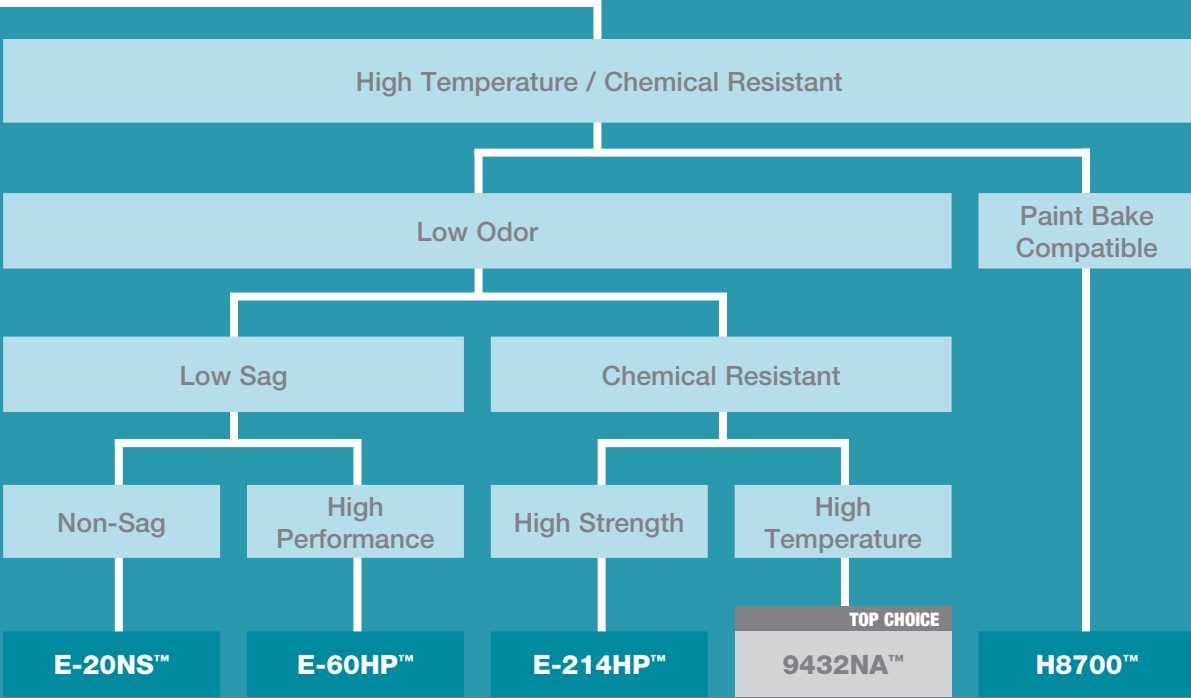 High Temperature / Chemical Resistant
Low Odor
Paint Bake
Compatible
Low Sag
Chemical Resistant
Non-Sag
High
Performance
High Strength
High
Temperature
TOP CHOICE
E-20NS™
E-60HP™
E-214HP™
9432NA™
H8700™